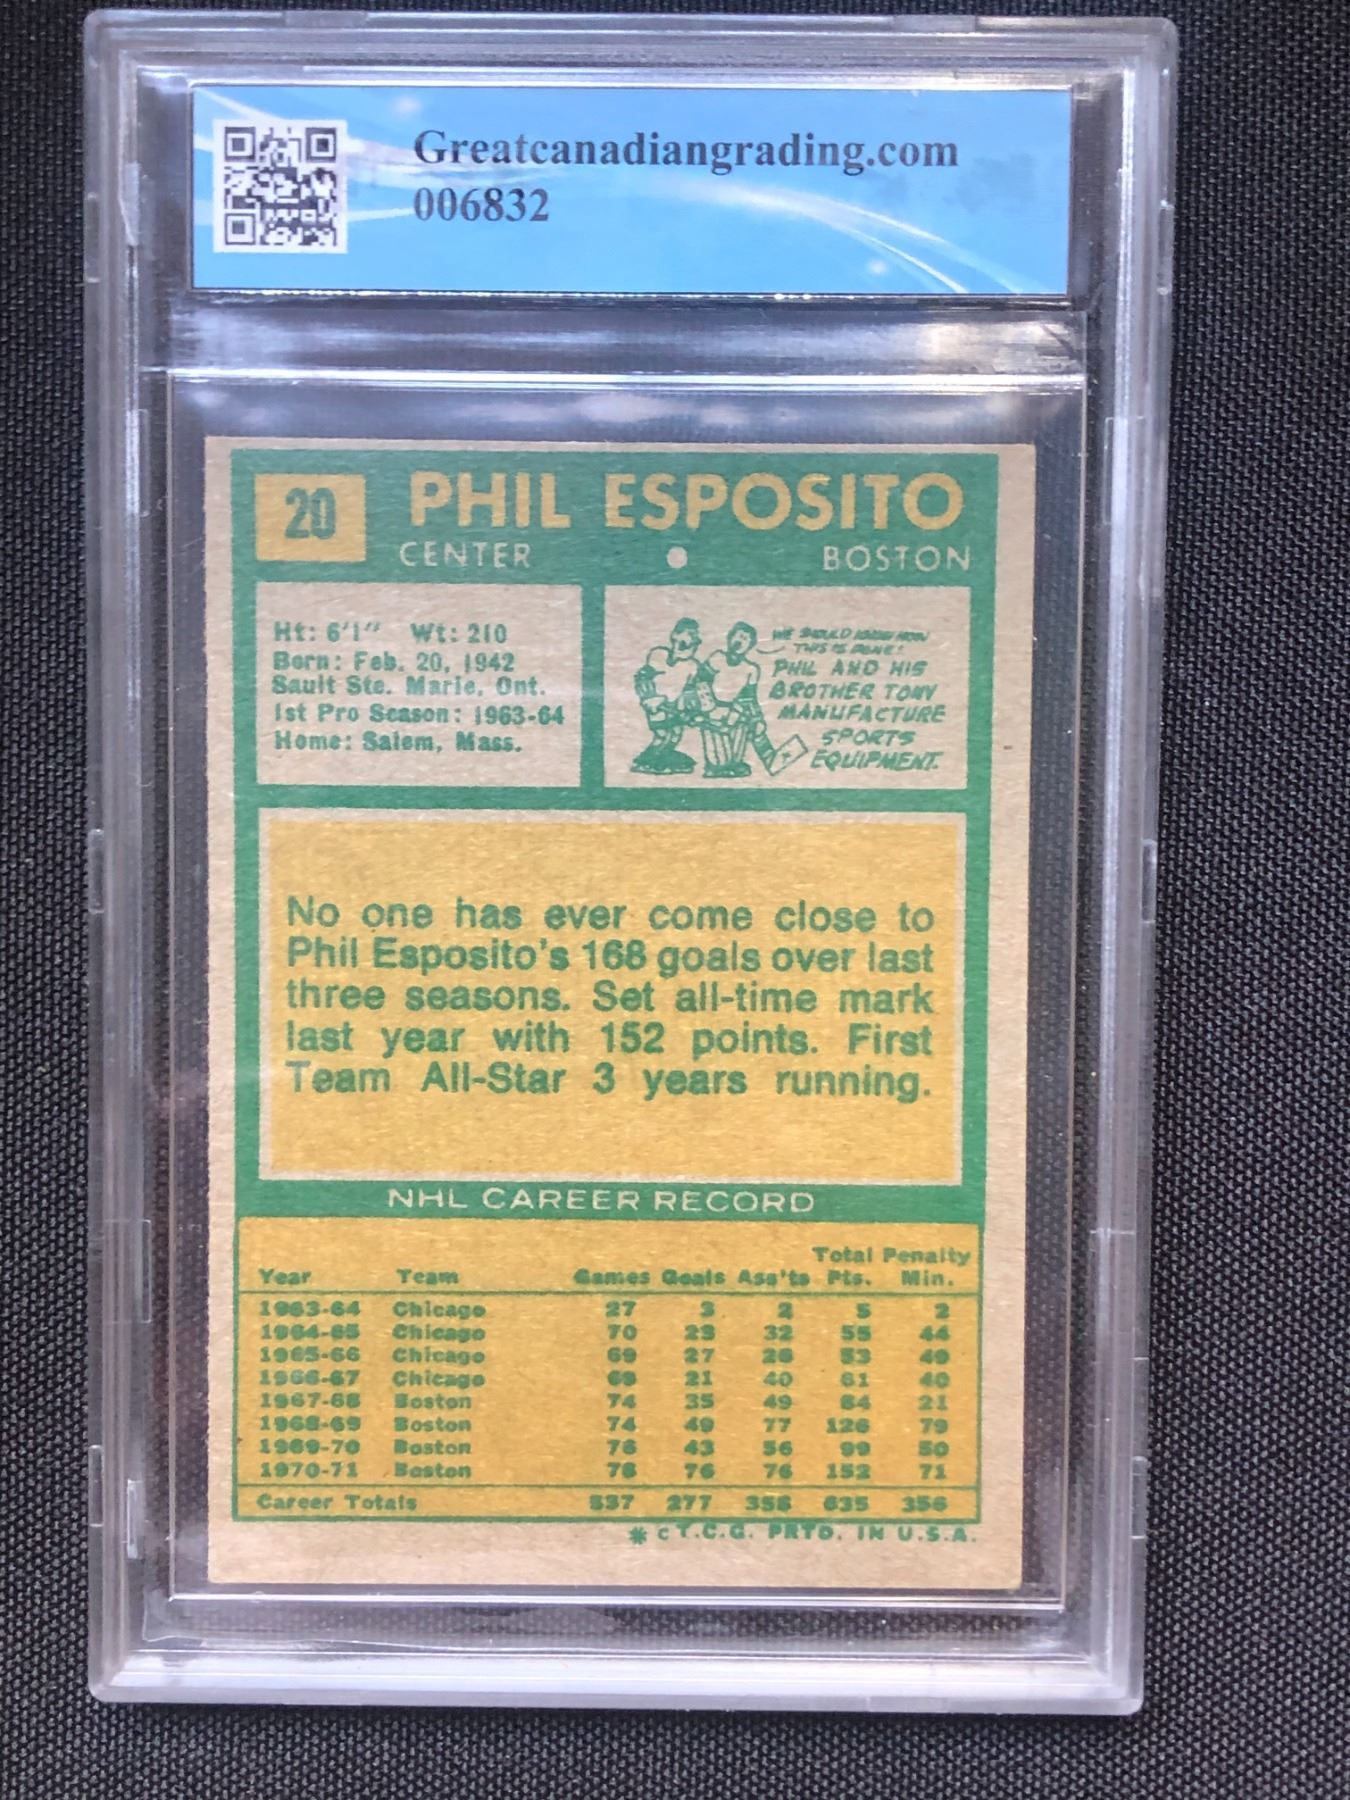 Greatcanadiangrading.com
006832
20
PHIL ESPOSITO
CENTER BOSTON
Ht: 6'1" Wt: 210
Born: Feb. 20, 1942
Sault Ste. Marie, Ont.
1st Pro Season: 1963-64
Home: Salem, Mass.
WE SHOULD KNOW HOW
THIS IS DONE!
PHIL AND HIS
BROTHER TONY
MANUFACTURE
SPORTS
EQUIPMENT.
No one has ever come close to
Phil Esposito's 168 goals over last
three seasons. Set all-time mark
last year with 152 points. First
Team All-Star 3 years running.
NHL CAREER RECORD
Total Penalty
Year Team Games Goals Ass'ts Pts. Min.
1963-64 Chicago 27 3 2 5 2
1964-65 Chicago 70 23 32 55 44
1965-66 Chicago 69 27 26 53 49
1966-67 Chicago 69 21 40 61 40
1967-68 Boston 74 35 49 84 21
1968-69 Boston 74 49 77 126 79
1969-70 Boston 76 43 56 99 50
1970-71 Boston 78 76 76 152 71
Career Totals 537 277 358 635 356
* c T.C.G. PRTD. IN U.S.A.